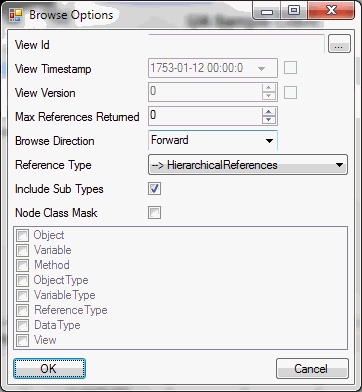 Browse Options
View Id ...
View Timestamp 1753-01-12 00:00:0
View Version 0
Max References Returned 0
Browse Direction Forward
Reference Type --> HierarchicalReferences
Include Sub Types
Node Class Mask
Object
Variable
Method
ObjectType
VariableType
ReferenceType
DataType
View
OK Cancel